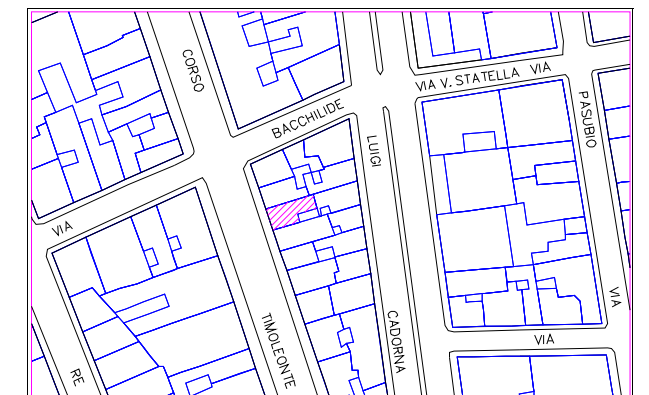 CORSO
BACCHILIDE
VIA V. STATELLA VIA
PASUBIO
LUIGI
VIA
TIMOLEONTE
CADORNA
VIA
VIA
RE